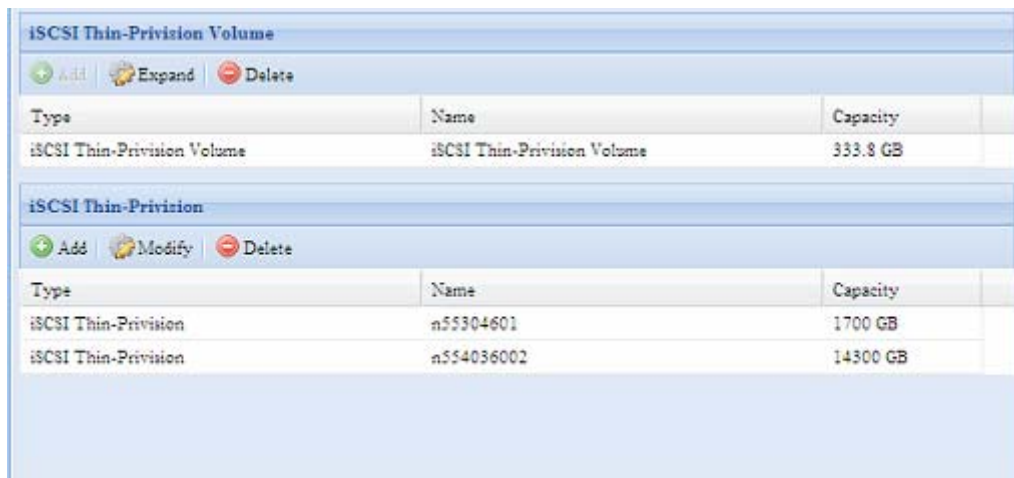 iSCSI Thin-Privision Volume
Add Expand Delete
Type Name Capacity
iSCSI Thin-Privision Volume iSCSI Thin-Privision Volume 333.8 GB
iSCSI Thin-Privision
Add Modify Delete
Type Name Capacity
iSCSI Thin-Privision n55304601 1700 GB
iSCSI Thin-Privision n554036002 14300 GB